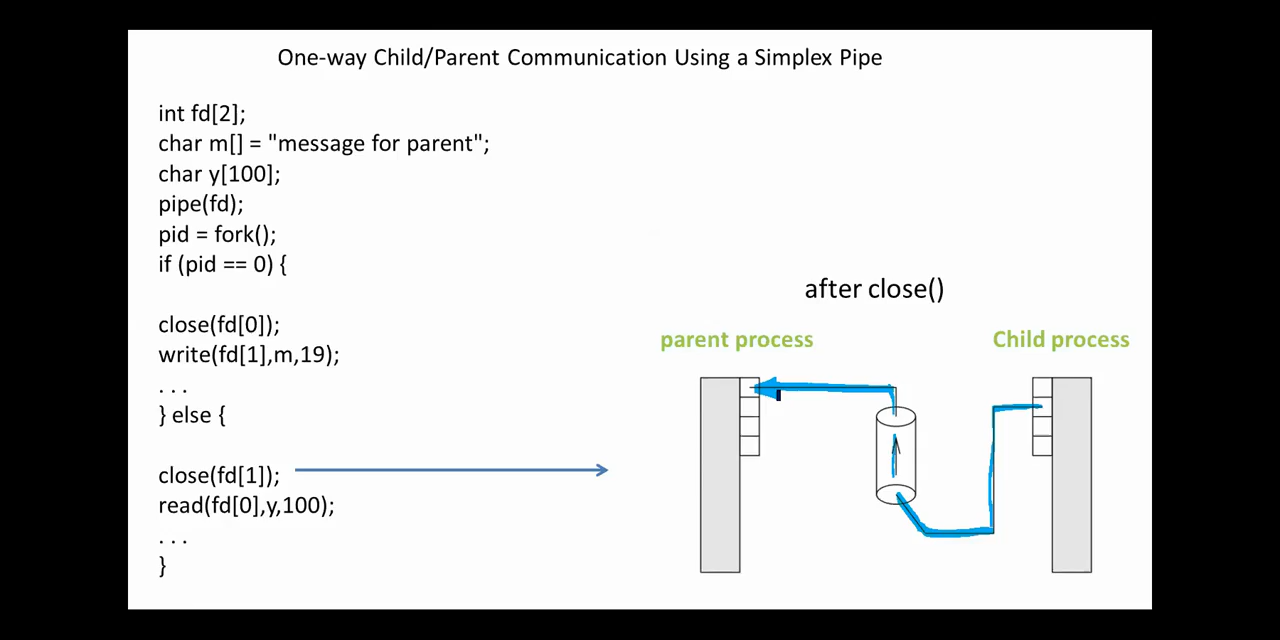 One-way Child/Parent Communication Using a Simplex Pipe
int fd[2];
char m[] = "message for parent";
char y[100];
pipe(fd);
pid = fork();
if (pid == 0) {
close(fd[0]);
write(fd[1],m,19);
. . .
} else {
close(fd[1]);
read(fd[0],y,100);
. . .
}
after close()
parent process
Child process